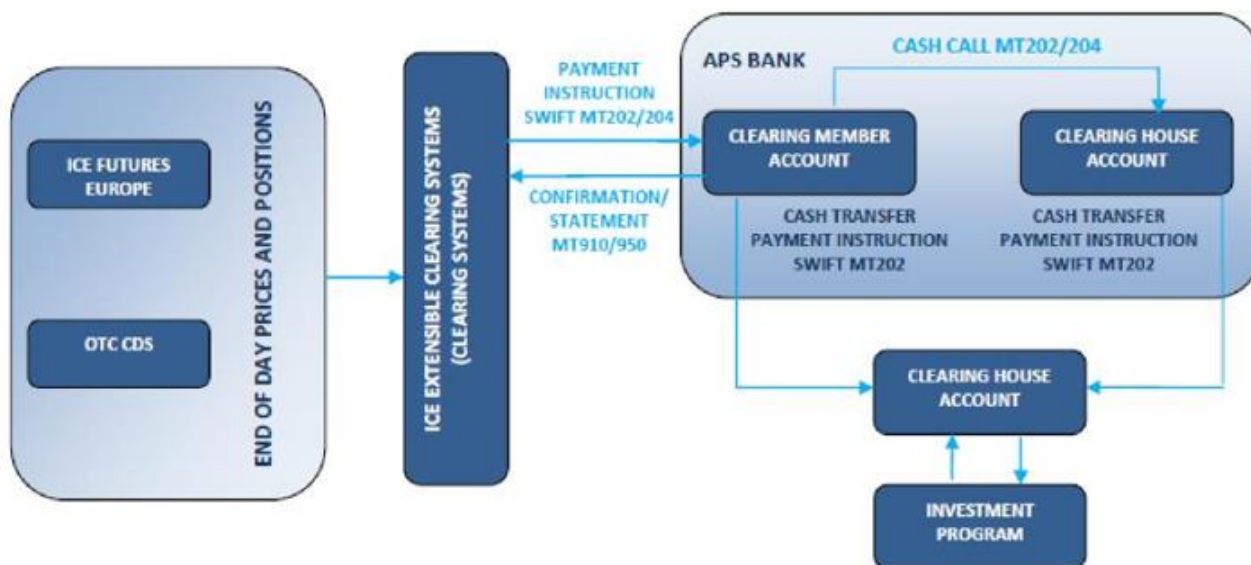 ICE FUTURES
EUROPE
OTC CDS
END OF DAY PRICES AND POSITIONS
ICE EXTENSIBLE CLEARING SYSTEMS
(CLEARING SYSTEMS)
PAYMENT
INSTRUCTION
SWIFT MT202/204
CONFIRMATION/
STATEMENT
MT910/950
APS BANK
CASH CALL MT202/204
CLEARING MEMBER
ACCOUNT
CLEARING HOUSE
ACCOUNT
CASH TRANSFER
PAYMENT INSTRUCTION
SWIFT MT202
CASH TRANSFER
PAYMENT INSTRUCTION
SWIFT MT202
CLEARING HOUSE
ACCOUNT
INVESTMENT
PROGRAM